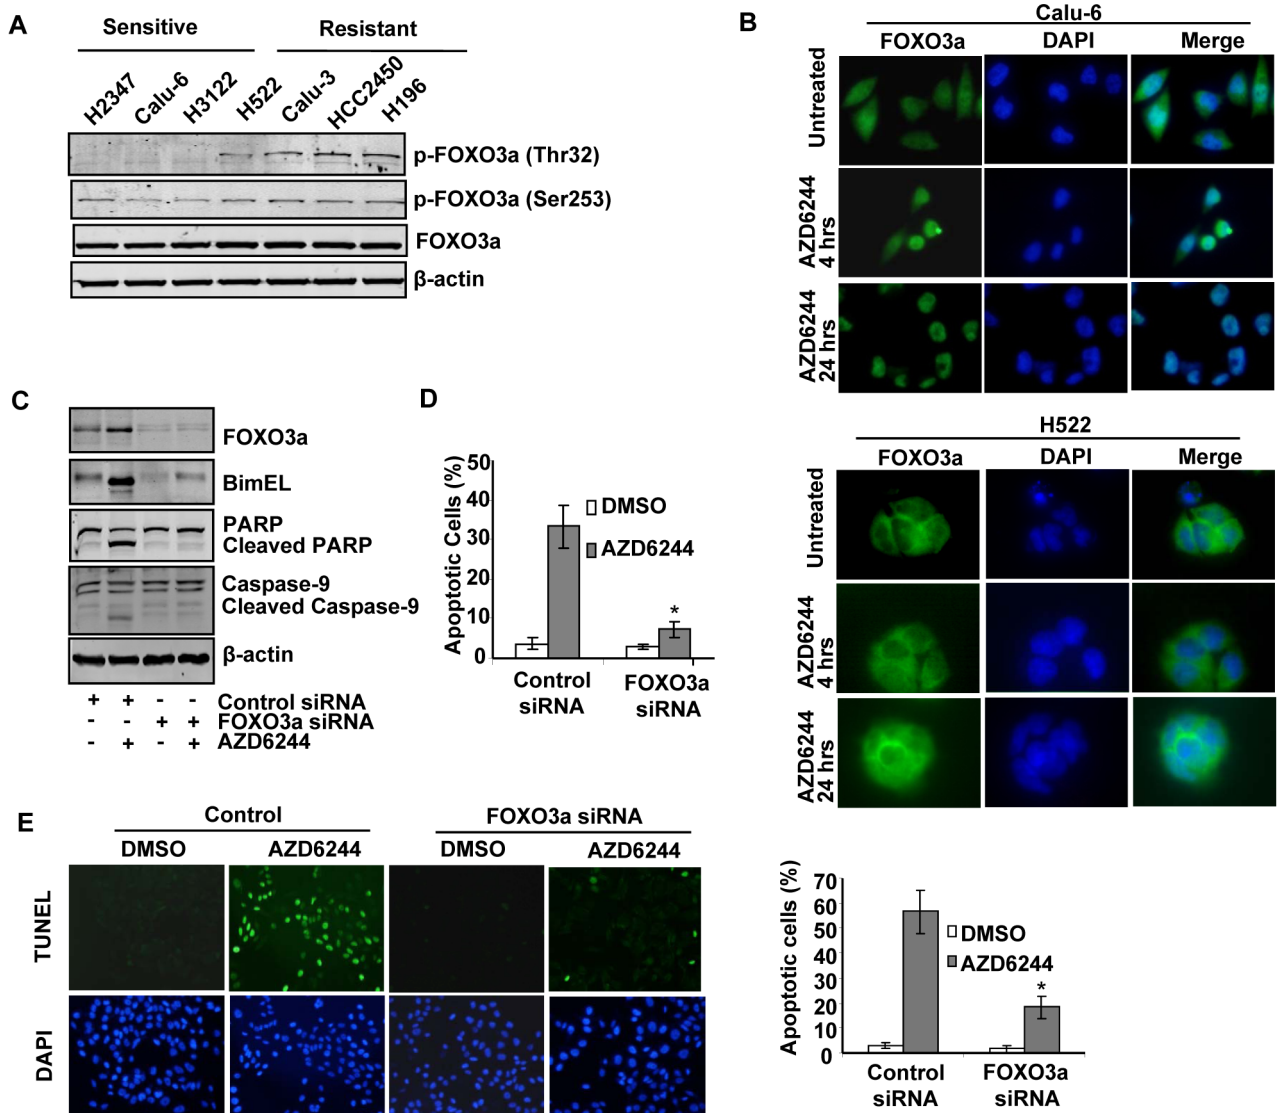 A
Sensitive Resistant
H2347 Calu-6 H3122 H522 Calu-3 HCC2450 H196
p-FOXO3a (Thr32)
p-FOXO3a (Ser253)
FOXO3a
β-actin
B
Calu-6
FOXO3a DAPI Merge
Untreated
AZD6244
4 hrs
AZD6244
24 hrs
H522
FOXO3a DAPI Merge
Untreated
AZD6244
4 hrs
AZD6244
24 hrs
C
FOXO3a
BimEL
PARP
Cleaved PARP
Caspase-9
Cleaved Caspase-9
β-actin
+ + - - Control siRNA
- - + + FOXO3a siRNA
- + - + AZD6244
D
Apoptotic Cells (%)
50
40
30
20
10
0
DMSO
AZD6244
*
Control
siRNA
FOXO3a
siRNA
E
Control FOXO3a siRNA
DMSO AZD6244 DMSO AZD6244
TUNEL
DAPI
Apoptotic cells (%)
70
60
50
40
30
20
10
0
DMSO
AZD6244
*
Control
siRNA
FOXO3a
siRNA